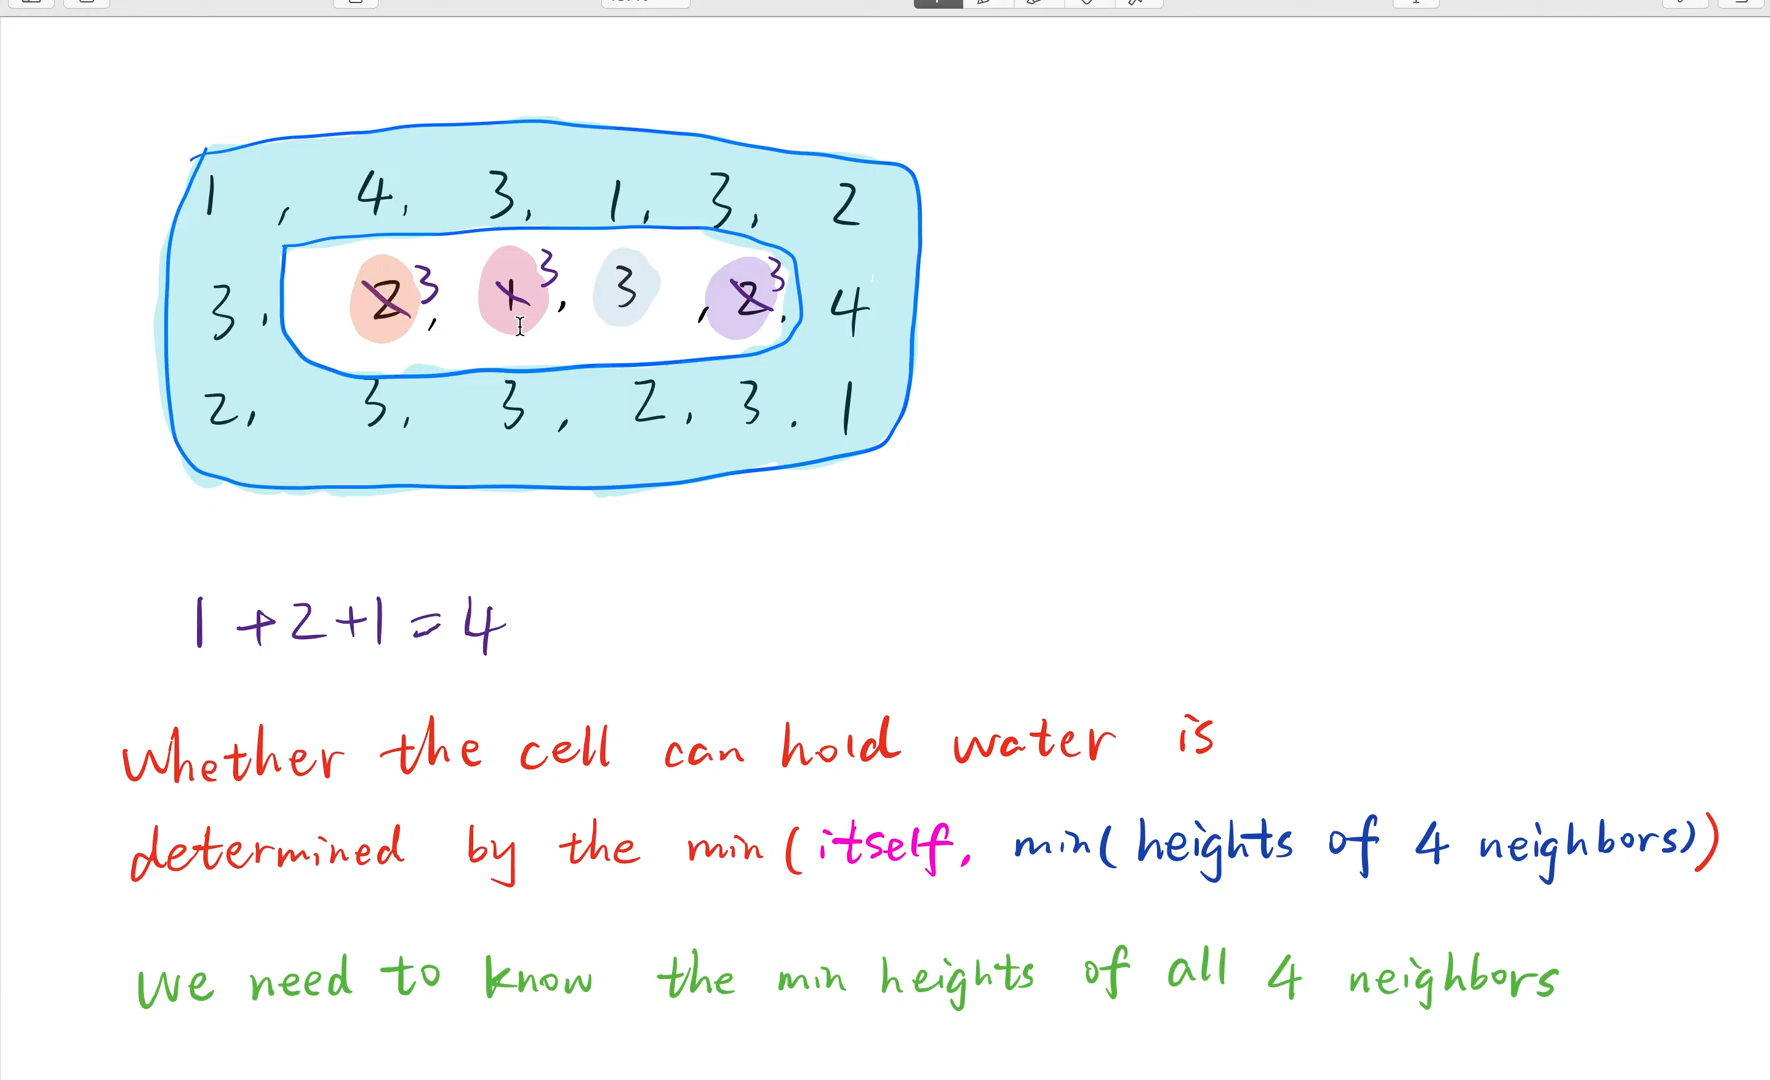 1, 4, 3, 1, 3, 2
3, 2 3, 1 3, 3, 2 3, 4
2, 3, 3, 2, 3. 1
1+2+1=4
Whether the cell can hold water is
determined by the min(itself, min(heights of 4 neighbors))
We need to know the min heights of all 4 neighbors